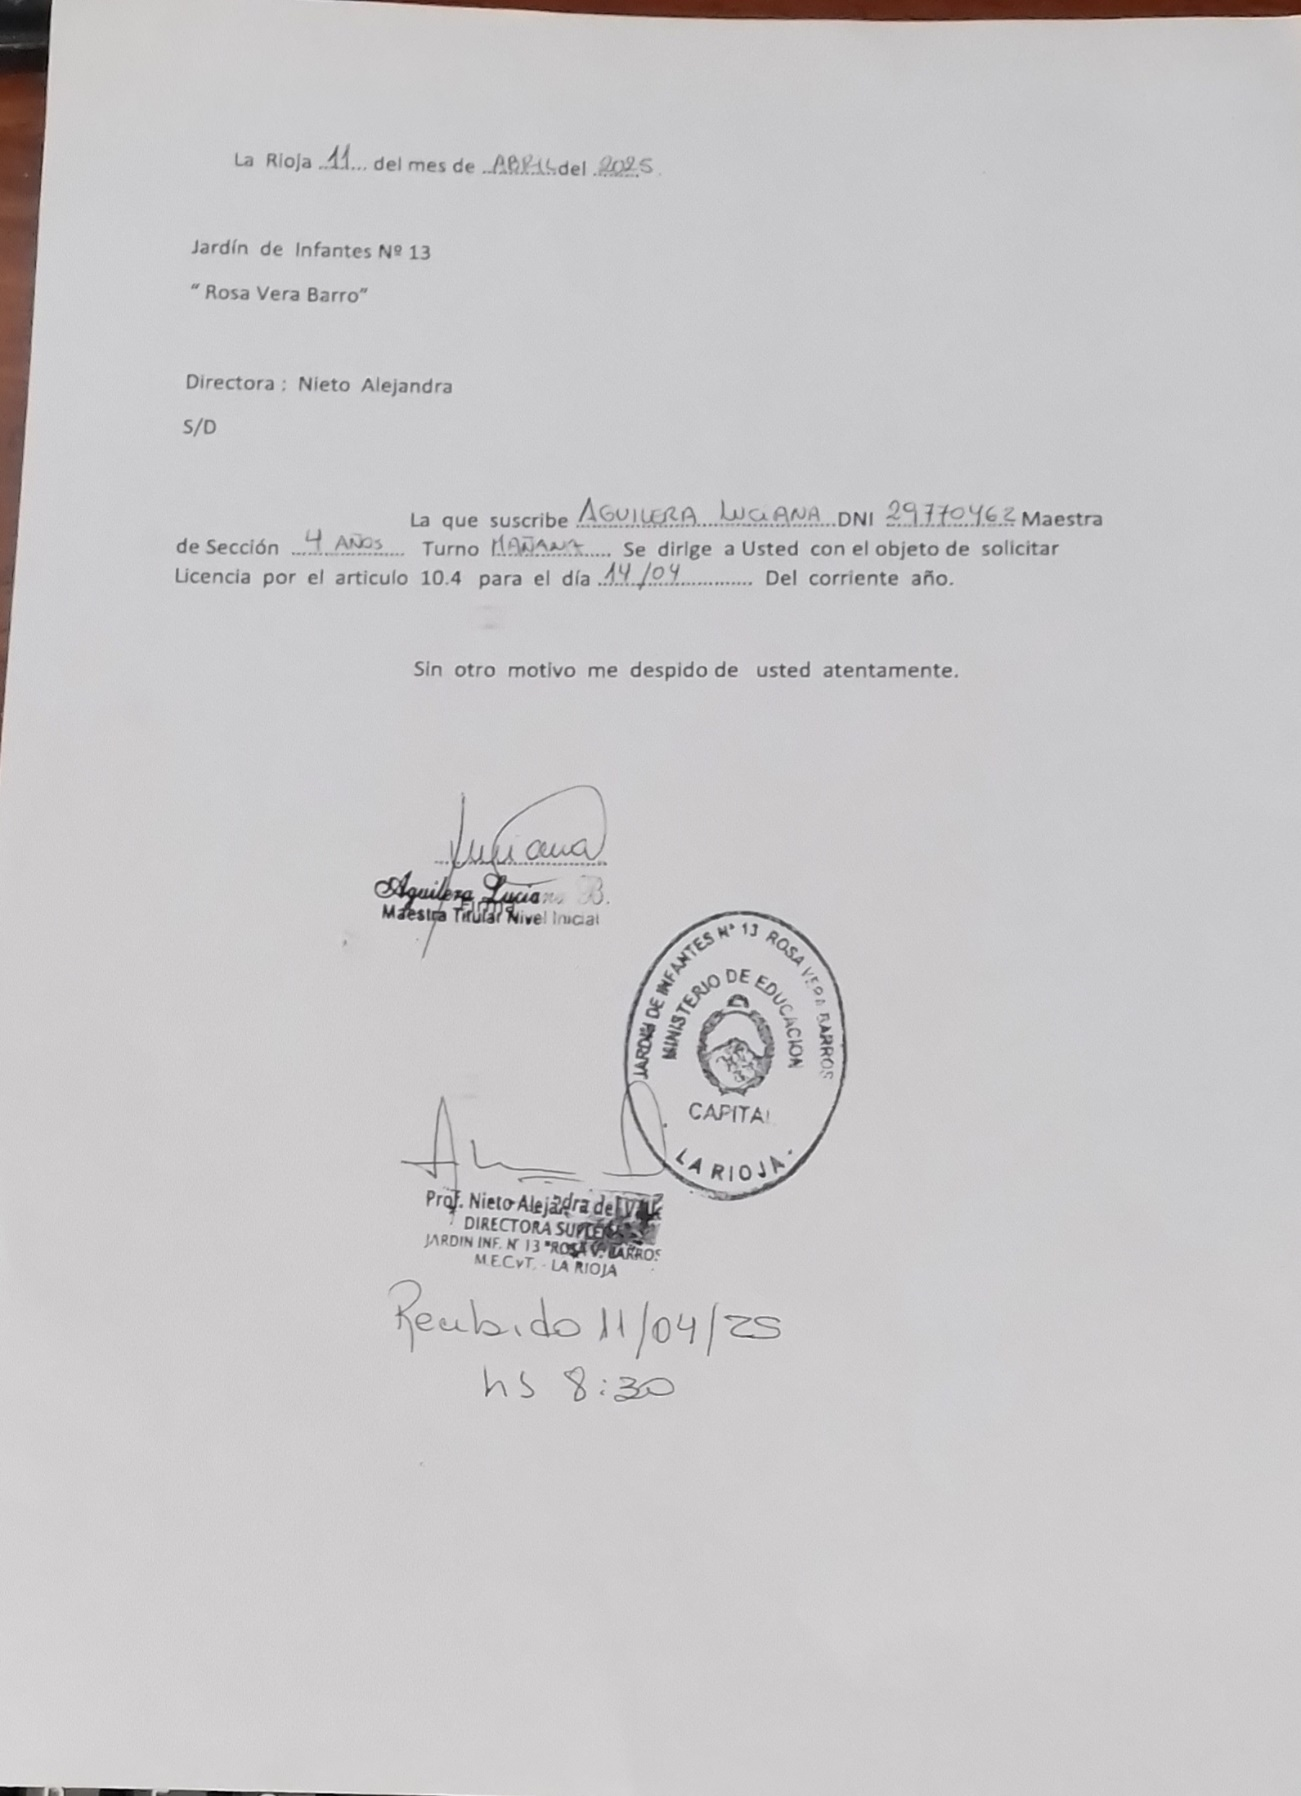 La Rioja 11 del mes de ABRIL del 2025.
Jardín de Infantes Nº 13
“ Rosa Vera Barro”
Directora : Nieto Alejandra
S/D
La que suscribe AGUILERA LUCIANA DNI 29770462 Maestra
de Sección 4 AÑOS Turno MAÑANA Se dirige a Usted con el objeto de solicitar
Licencia por el articulo 10.4 para el día 14/04 Del corriente año.
Sin otro motivo me despido de usted atentamente.
Luciana
Aguilera Luciana B.
Firma
Maestra Titular Nivel Inicial
JARDIN DE INFANTES Nº 13 ROSA VERA BARROS
MINISTERIO DE EDUCACION
CAPITAL
LA RIOJA.
Prof. Nieto Alejandra del
DIRECTORA
JARDIN INF. Nº 13 "ROSA V. BARROS
M.E.C y T. - LA RIOJA
Recibido 11/04/25
hs 8:30